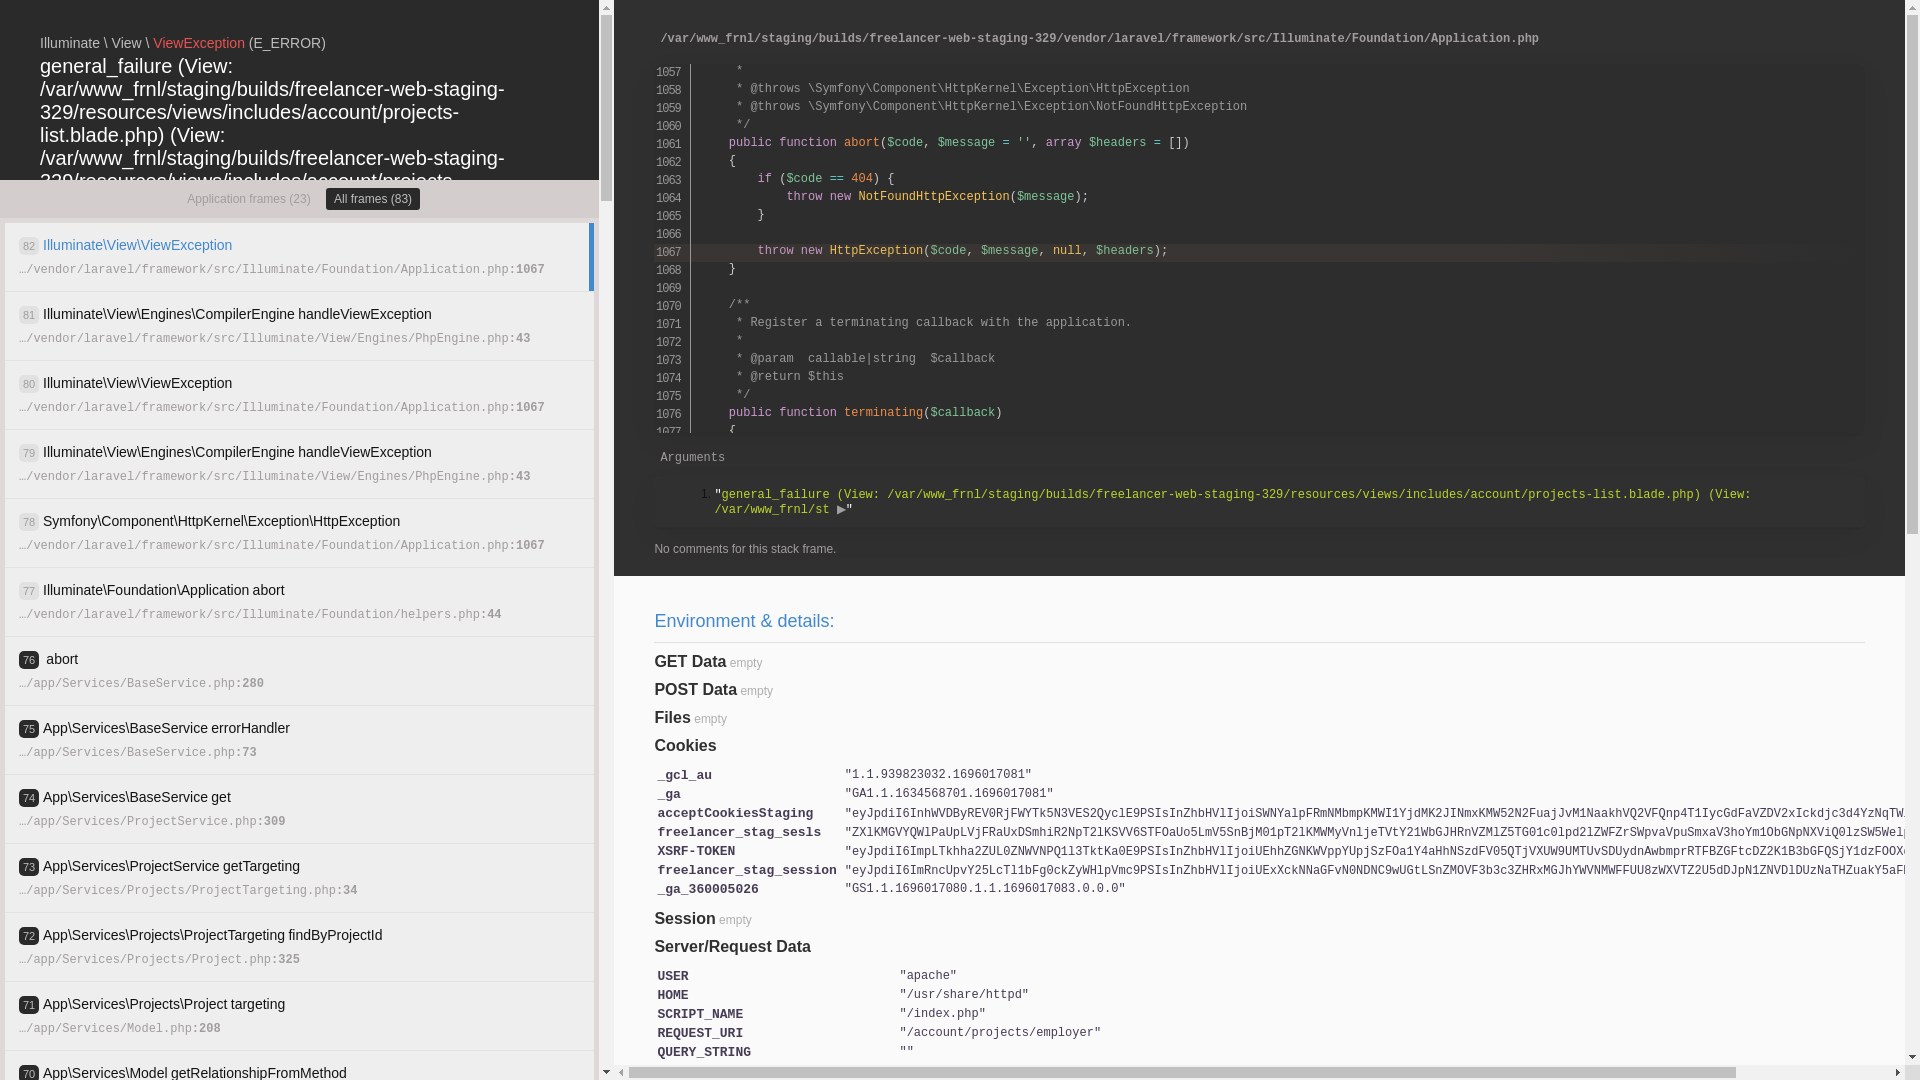 Illuminate \ View \ ViewException (E_ERROR)
general_failure (View:
/var/www_frnl/staging/builds/freelancer-web-staging-
329/resources/views/includes/account/projects-
list.blade.php) (View:
/var/www_frnl/staging/builds/freelancer-web-staging-
329/resources/views/includes/account/projects-
Application frames (23)
All frames (83)
82 Illuminate\View\ViewException
…/vendor/laravel/framework/src/Illuminate/Foundation/Application.php:1067
81 Illuminate\View\Engines\CompilerEngine handleViewException
…/vendor/laravel/framework/src/Illuminate/View/Engines/PhpEngine.php:43
80 Illuminate\View\ViewException
…/vendor/laravel/framework/src/Illuminate/Foundation/Application.php:1067
79 Illuminate\View\Engines\CompilerEngine handleViewException
…/vendor/laravel/framework/src/Illuminate/View/Engines/PhpEngine.php:43
78 Symfony\Component\HttpKernel\Exception\HttpException
…/vendor/laravel/framework/src/Illuminate/Foundation/Application.php:1067
77 Illuminate\Foundation\Application abort
…/vendor/laravel/framework/src/Illuminate/Foundation/helpers.php:44
76 abort
…/app/Services/BaseService.php:280
75 App\Services\BaseService errorHandler
…/app/Services/BaseService.php:73
74 App\Services\BaseService get
…/app/Services/ProjectService.php:309
73 App\Services\ProjectService getTargeting
…/app/Services/Projects/ProjectTargeting.php:34
72 App\Services\Projects\ProjectTargeting findByProjectId
…/app/Services/Projects/Project.php:325
71 App\Services\Projects\Project targeting
…/app/Services/Model.php:208
70 App\Services\Model getRelationshipFromMethod
/var/www_frnl/staging/builds/freelancer-web-staging-329/vendor/laravel/framework/src/Illuminate/Foundation/Application.php
1057 *
1058 * @throws \Symfony\Component\HttpKernel\Exception\HttpException
1059 * @throws \Symfony\Component\HttpKernel\Exception\NotFoundHttpException
1060 */
1061 public function abort($code, $message = '', array $headers = [])
1062 {
1063 if ($code == 404) {
1064 throw new NotFoundHttpException($message);
1065 }
1066
1067 throw new HttpException($code, $message, null, $headers);
1068 }
1069
1070 /**
1071 * Register a terminating callback with the application.
1072 *
1073 * @param  callable|string  $callback
1074 * @return $this
1075 */
1076 public function terminating($callback)
1077 {
Arguments
1. "general_failure (View: /var/www_frnl/staging/builds/freelancer-web-staging-329/resources/views/includes/account/projects-list.blade.php) (View:
/var/www_frnl/st ▶"
No comments for this stack frame.
Environment & details:
GET Data empty
POST Data empty
Files empty
Cookies
_gcl_au "1.1.939823032.1696017081"
_ga "GA1.1.1634568701.1696017081"
acceptCookiesStaging
freelancer_stag_sesls
XSRF-TOKEN
freelancer_stag_session
_ga_360005026 "GS1.1.1696017080.1.1.1696017083.0.0.0"
Session empty
Server/Request Data
USER "apache"
HOME "/usr/share/httpd"
SCRIPT_NAME "/index.php"
REQUEST_URI "/account/projects/employer"
QUERY_STRING ""